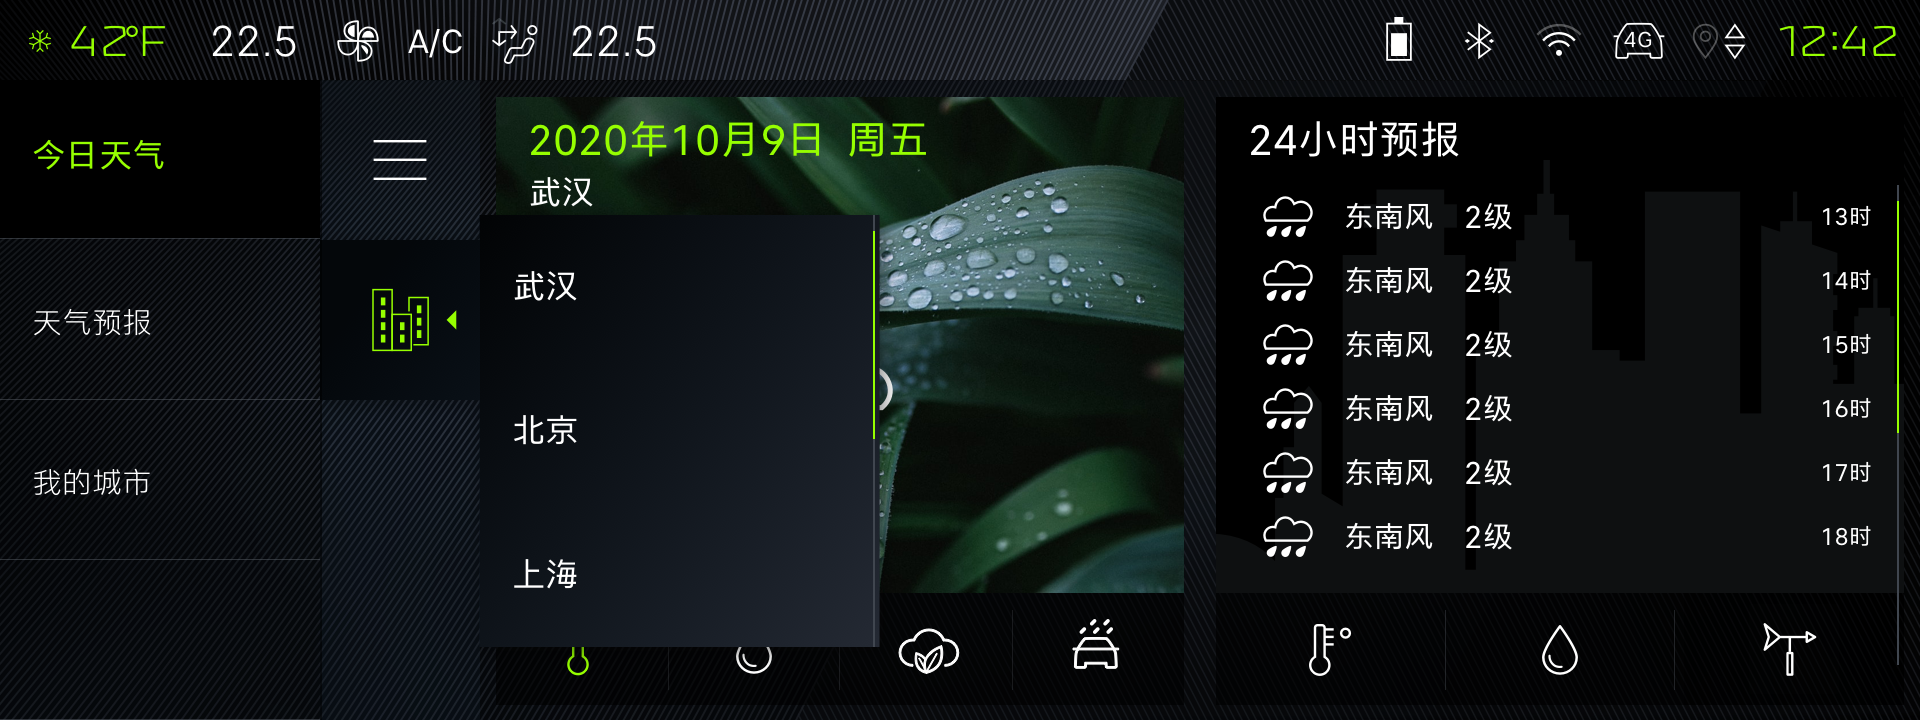 42°F 22.5 A/C 22.5 4G 12:42
今日天气
天气预报
我的城市
2020年10月9日 周五
武汉
武汉
北京
上海
24小时预报
东南风 2级 13时
东南风 2级 14时
东南风 2级 15时
东南风 2级 16时
东南风 2级 17时
东南风 2级 18时